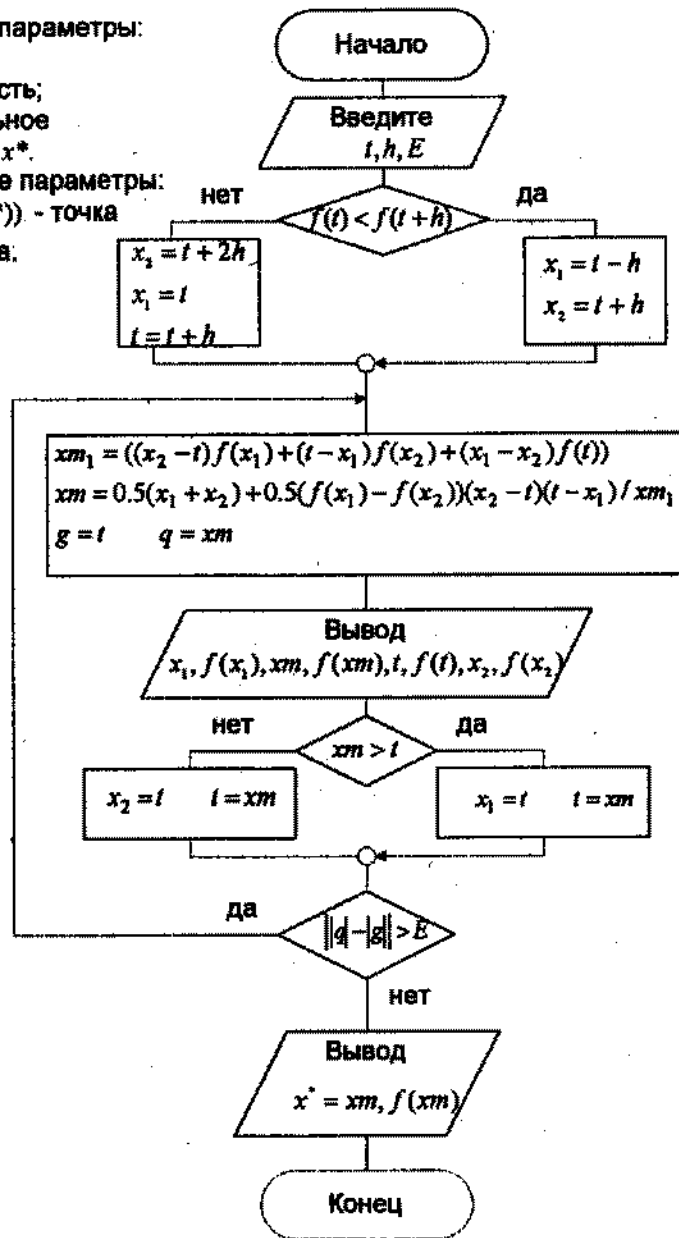 параметры:
сть;
ьное
x*.
е параметры:
*)) - точка
а;
Начало
Введите
t, h, E
нет
да
f(t) < f(t + h)
x₂ = t + 2h
x₁ = t
t = t + h
x₁ = t − h
x₂ = t + h
xm₁ = ((x₂ − t) f(x₁) + (t − x₁) f(x₂) + (x₁ − x₂) f(t))
xm = 0.5(x₁ + x₂) + 0.5(f(x₁) − f(x₂))(x₂ − t)(t − x₁) / xm₁
g = t q = xm
Вывод
x₁, f(x₁), xm, f(xm), t, f(t), x₂, f(x₂)
нет
да
xm > t
x₂ = t t = xm
x₁ = t t = xm
да
||q| − |g|| > E
нет
Вывод
x* = xm, f(xm)
Конец